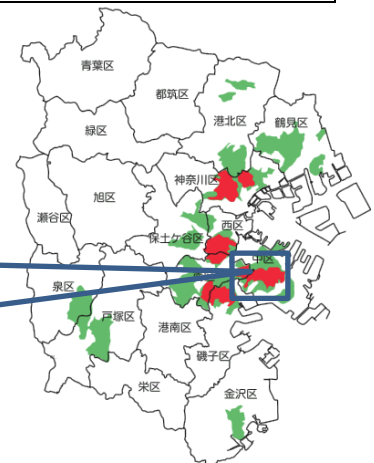 青葉区
都筑区
緑区
港北区
鶴見区
神奈川区
旭区
瀬谷区
西区
保土ケ谷区
中区
泉区
戸塚区
港南区
磯子区
栄区
金沢区